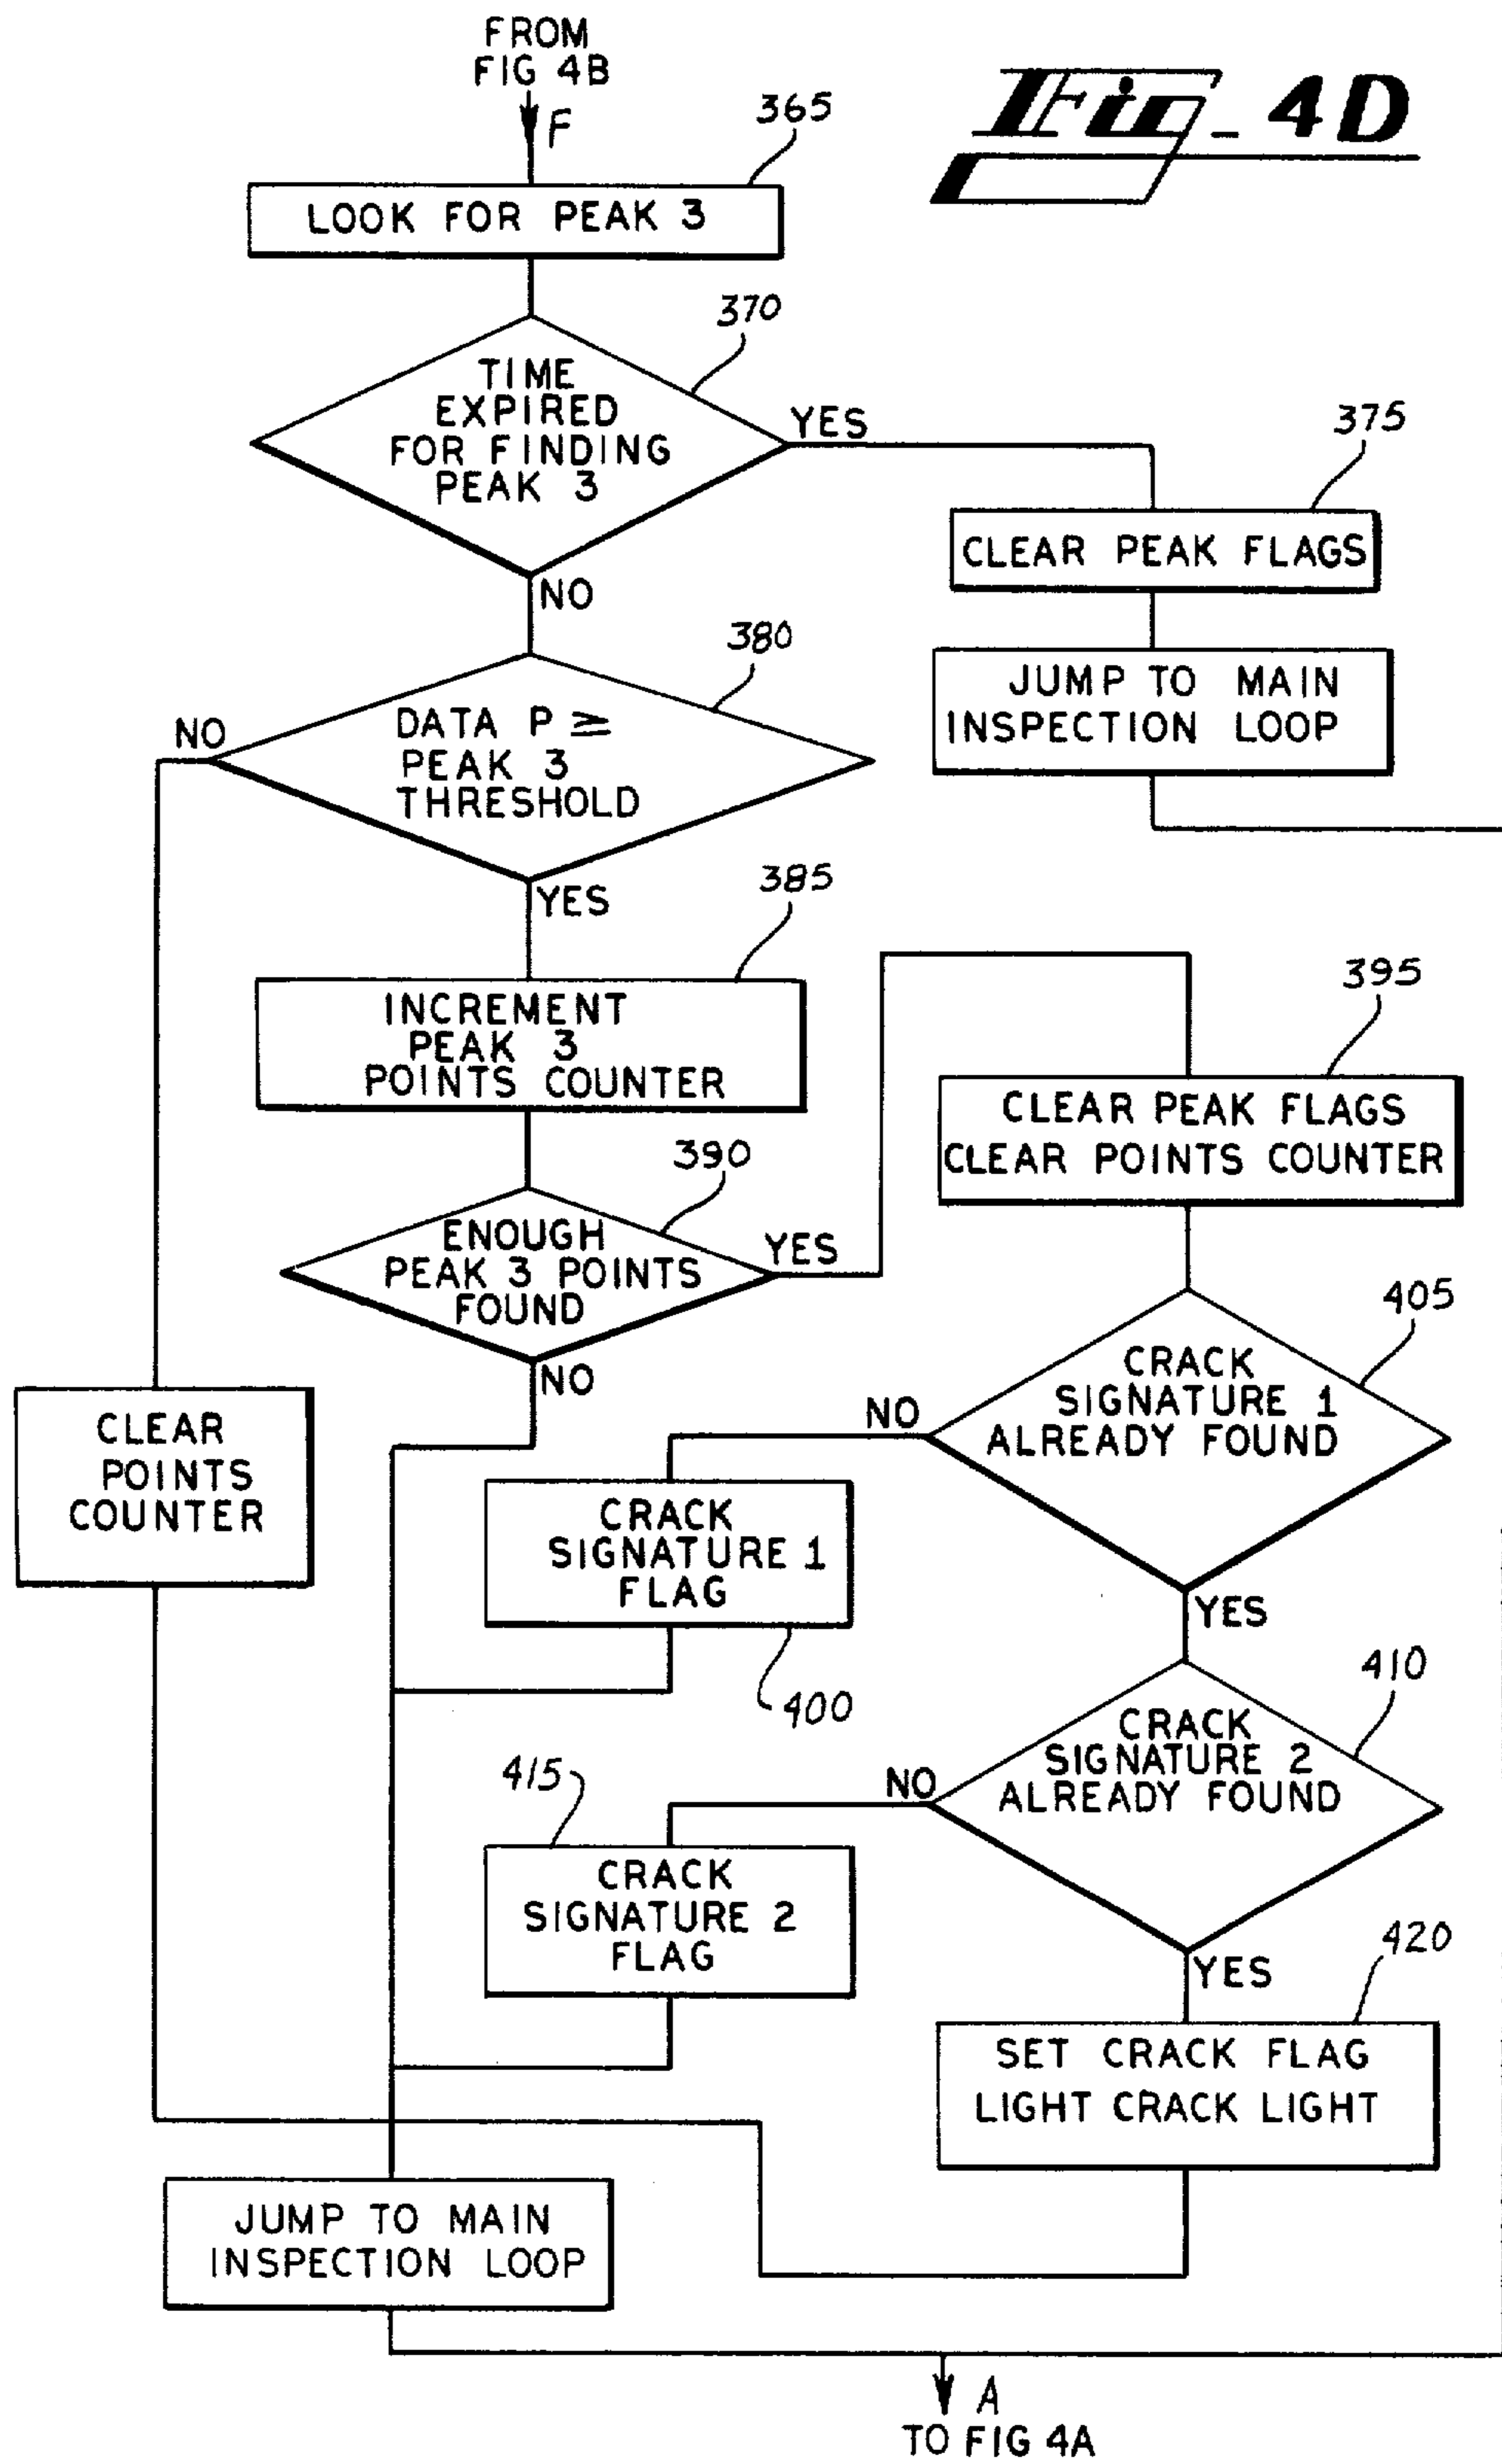 FROM
FIG 4B
F
Fig_ 4D
365
LOOK FOR PEAK 3
370
TIME
EXPIRED
FOR FINDING
PEAK 3
YES
NO
375
CLEAR PEAK FLAGS
JUMP TO MAIN
INSPECTION LOOP
380
DATA P ≥
PEAK 3
THRESHOLD
NO
YES
385
INCREMENT
PEAK 3
POINTS COUNTER
390
ENOUGH
PEAK 3 POINTS
FOUND
YES
NO
395
CLEAR PEAK FLAGS
CLEAR POINTS COUNTER
405
CRACK
SIGNATURE 1
ALREADY FOUND
NO
YES
CLEAR
POINTS
COUNTER
CRACK
SIGNATURE 1
FLAG
400
410
CRACK
SIGNATURE 2
ALREADY FOUND
NO
YES
415
CRACK
SIGNATURE 2
FLAG
420
SET CRACK FLAG
LIGHT CRACK LIGHT
JUMP TO MAIN
INSPECTION LOOP
A
TO FIG 4A